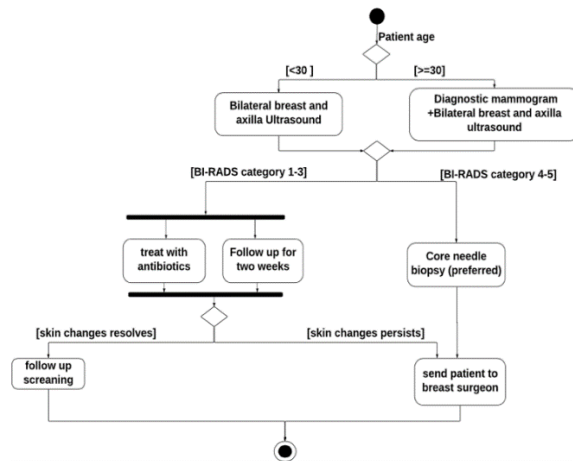 Patient age
[<30 ]
[>=30]
Bilateral breast and
axilla Ultrasound
Diagnostic mammogram
+Bilateral breast and axilla
ultrasound)
[BI-RADS category 1-3]
[BI-RADS category 4-5]
treat with
antibiotics
Follow up for
two weeks
Core needle
biopsy (preferred)
[skin changes resolves]
[skin changes persists]
follow up
screaning
send patient to
breast surgeon